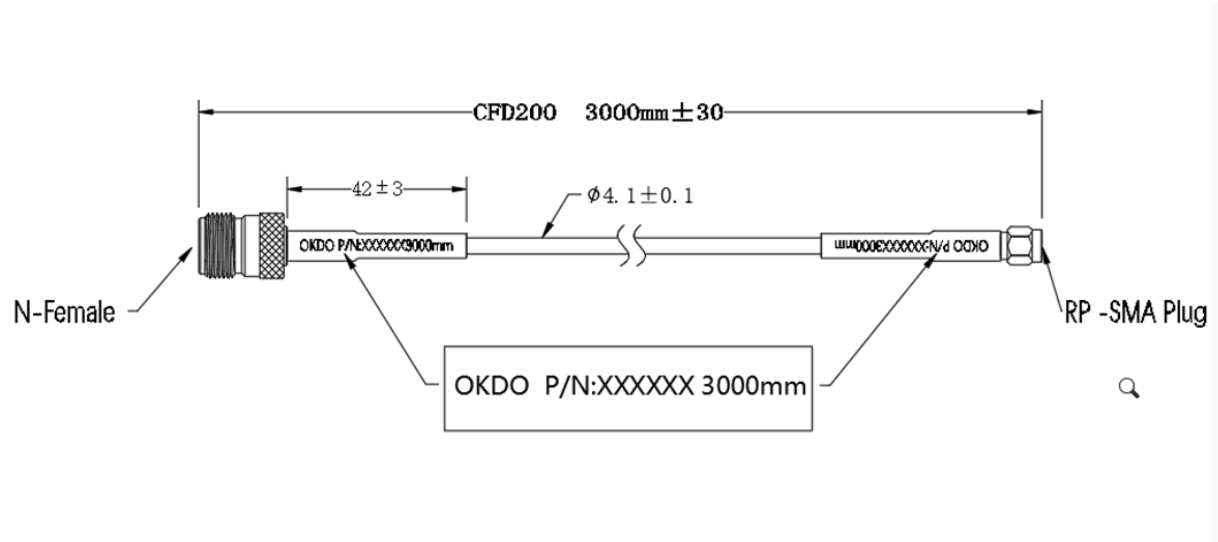 CFD200 3000mm±30
42±3
ϕ4.1±0.1
OKDO P/N:XXXXXX3000mm
OKDO P/N:XXXXXX3000mm
N-Female
RP -SMA Plug
OKDO P/N:XXXXXX 3000mm